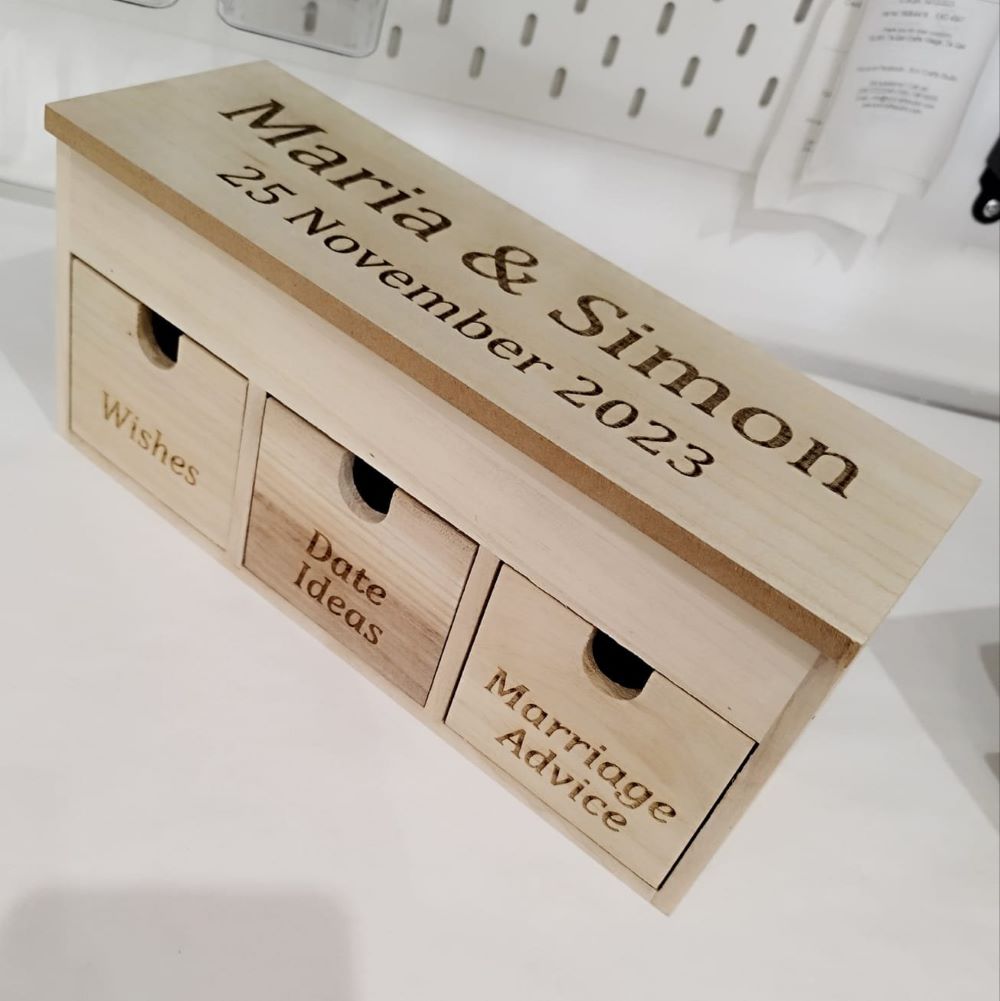 Maria & Simon
25 November 2023
Wishes
Date
Ideas
Marriage
Advice